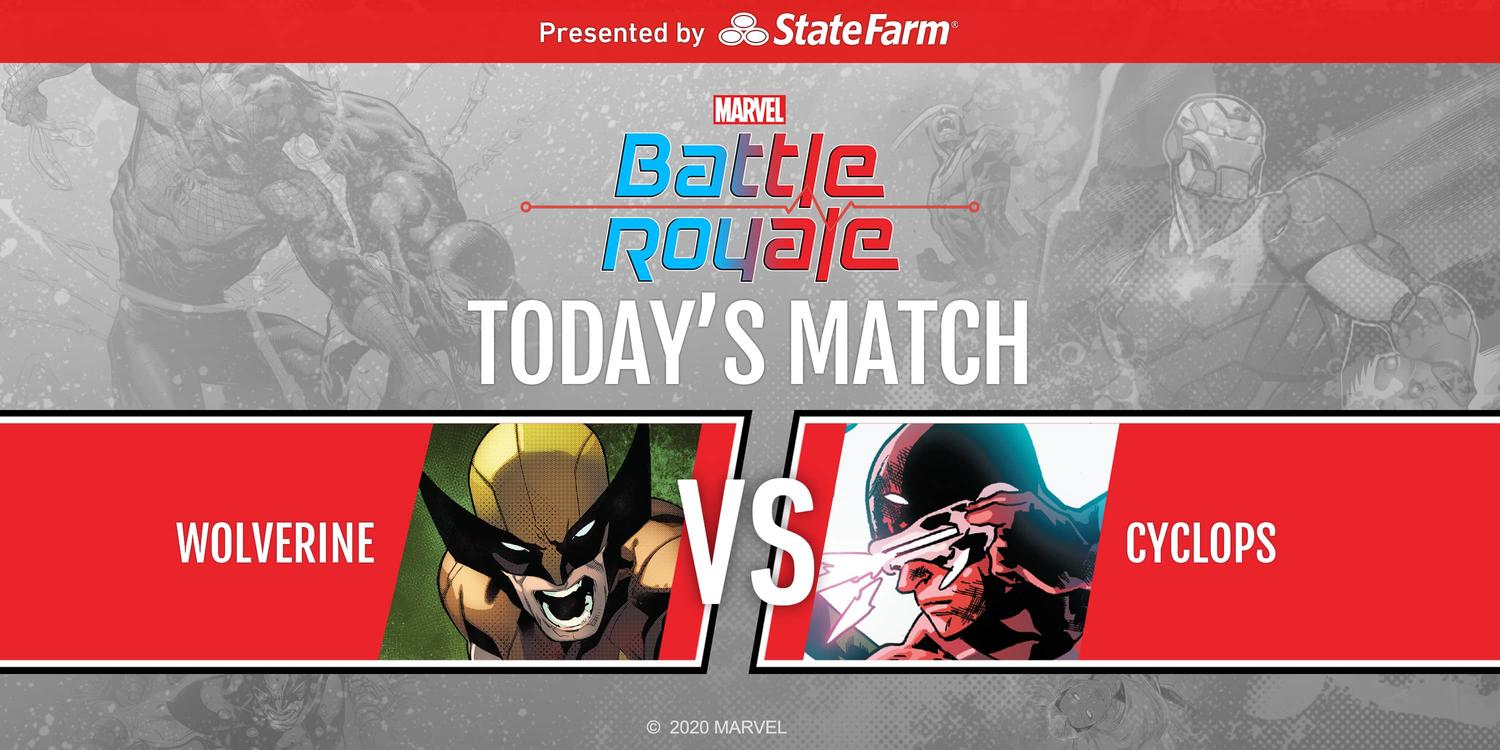 Presented by StateFarm®
MARVEL
Battle
Royale
TODAY'S MATCH
WOLVERINE
VS
CYCLOPS
© 2020 MARVEL